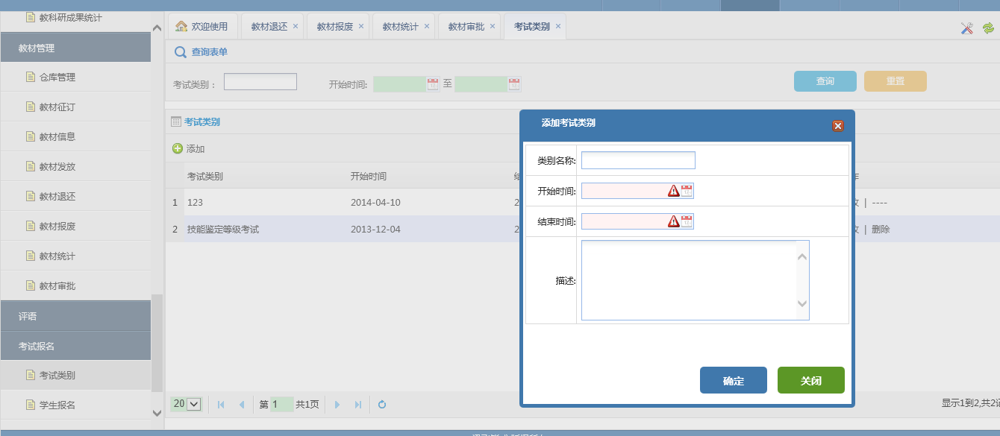 教科研成果统计
教材管理
仓库管理
教材征订
教材信息
教材发放
教材退还
教材报废
教材统计
教材审批
评语
考试报名
考试类别
学生报名
欢迎使用 教材退还 × 教材报废 × 教材统计 × 教材审批 × 考试类别 ×
查询表单
考试类别： 开始时间: 至 查询 重置
考试类别
添加
考试类别 开始时间
1 123 2014-04-10 2 | ----
2 技能鉴定等级考试 2013-12-04 2 | 删除
添加考试类别
类别名称:
开始时间:
结束时间:
描述:
确定 关闭
20 第 1 共1页 显示1到2,共2